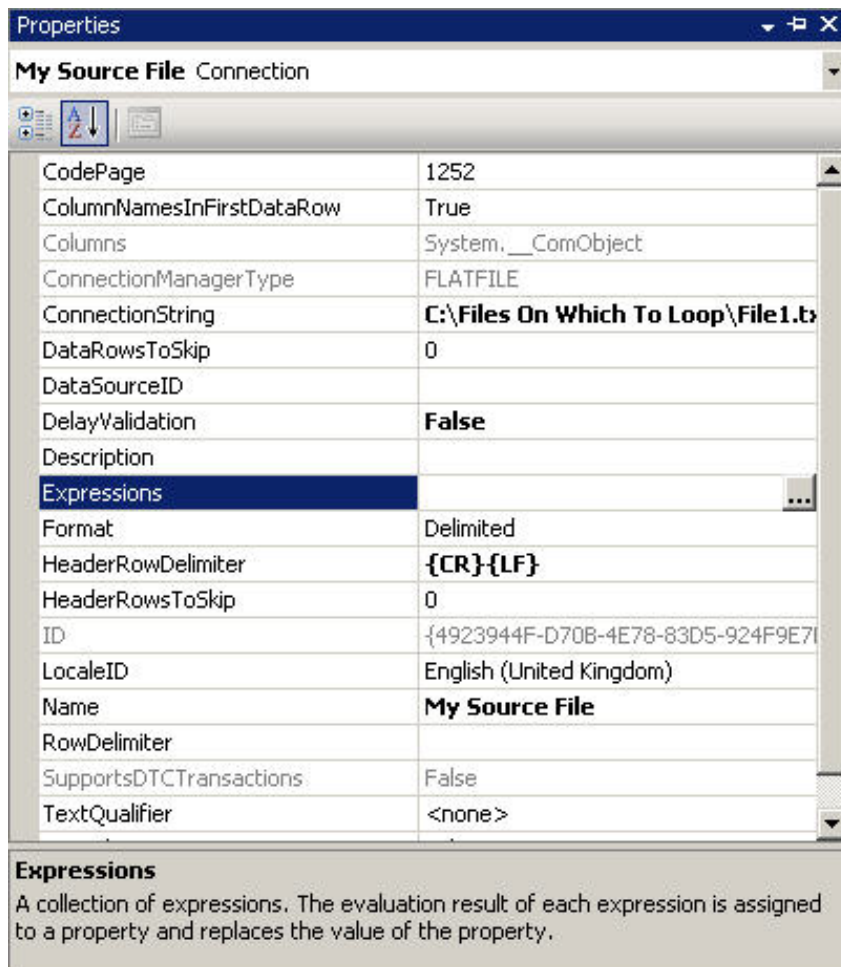 Properties
My Source File Connection
CodePage 1252
ColumnNamesInFirstDataRow True
Columns System.__ComObject
ConnectionManagerType FLATFILE
ConnectionString C:\Files On Which To Loop\File1.tx
DataRowsToSkip 0
DataSourceID
DelayValidation False
Description
Expressions ...
Format Delimited
HeaderRowDelimiter {CR}{LF}
HeaderRowsToSkip 0
ID {4923944F-D70B-4E78-83D5-924F9E7
LocaleID English (United Kingdom)
Name My Source File
RowDelimiter
SupportsDTCTransactions False
TextQualifier <none>
Expressions
A collection of expressions. The evaluation result of each expression is assigned
to a property and replaces the value of the property.